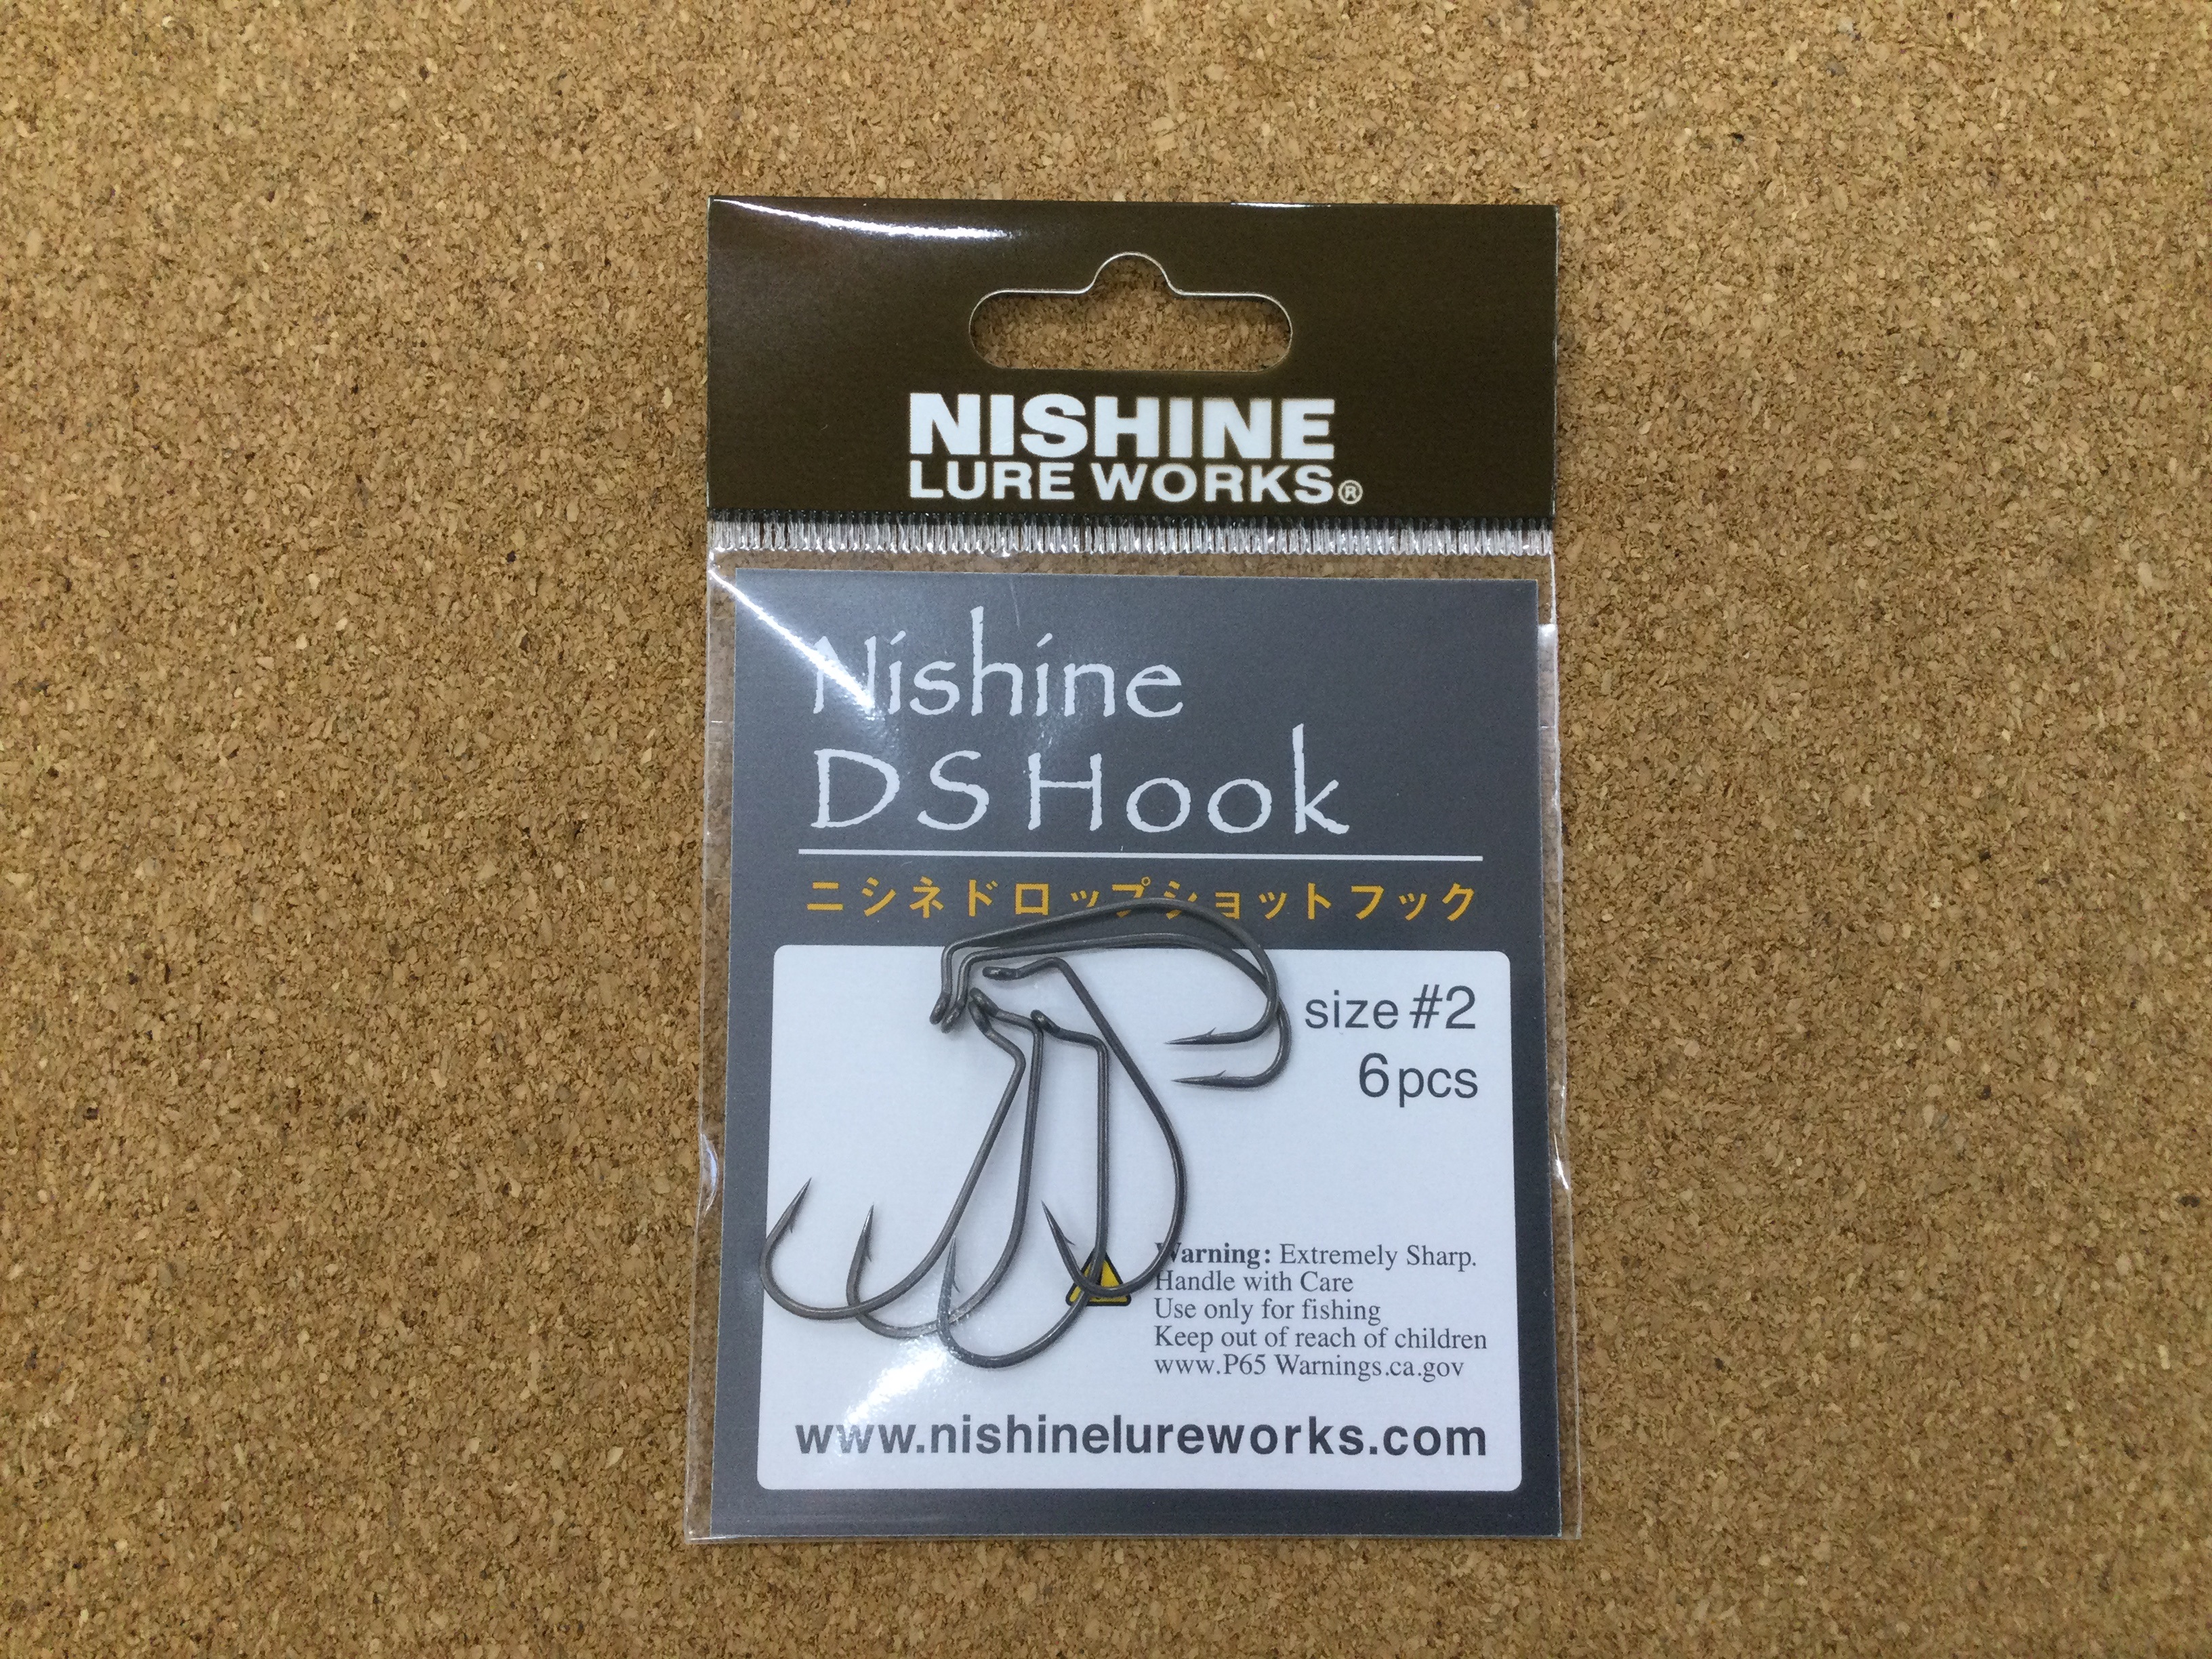 NISHINE
LURE WORKS®
Nishine
DS Hook
ニシネドロップショットフック
size #2
6pcs
Warning: Extremely Sharp.
Handle with Care
Use only for fishing
Keep out of reach of children
www.P65 Warnings.ca.gov
www.nishinelureworks.com